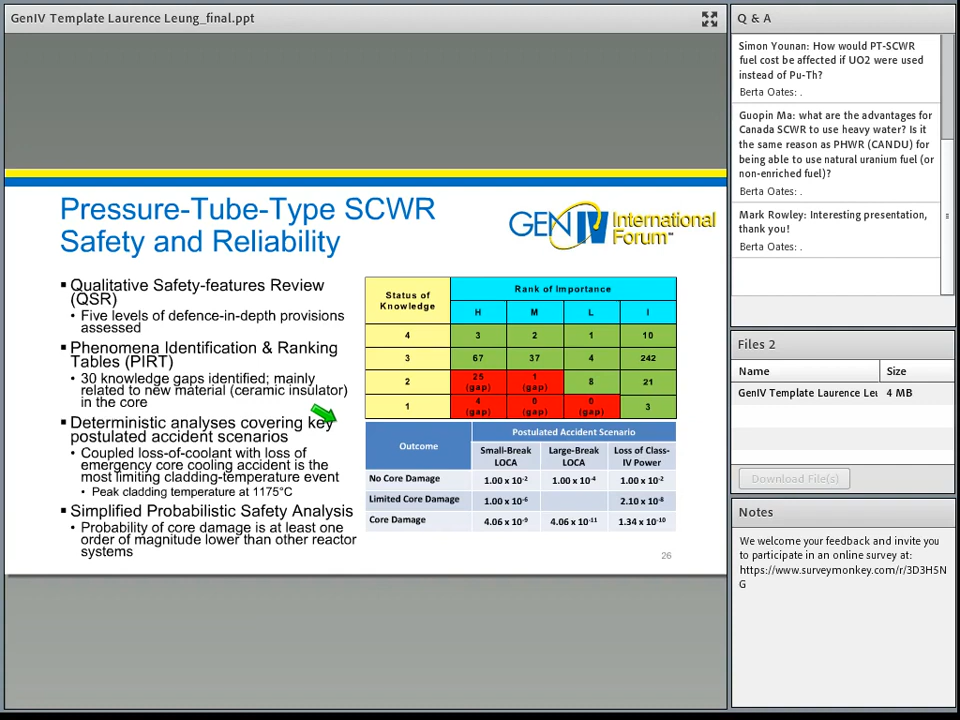 GenIV Template Laurence Leung_final.ppt
Pressure-Tube-Type SCWR
Safety and Reliability
GEN IV International
Forum™
▪ Qualitative Safety-features Review
(QSR)
• Five levels of defence-in-depth provisions
assessed
▪ Phenomena Identification & Ranking
Tables (PIRT)
• 30 knowledge gaps identified; mainly
related to new material (ceramic insulator)
in the core
▪ Deterministic analyses covering key
postulated accident scenarios
• Coupled loss-of-coolant with loss of
emergency core cooling accident is the
most limiting cladding-temperature event
• Peak cladding temperature at 1175°C
▪ Simplified Probabilistic Safety Analysis
• Probability of core damage is at least one
order of magnitude lower than other reactor
systems
Status of
Knowledge
Rank of Importance
H M L I
4 3 2 1 10
3 67 37 4 242
2 25 (gap) 1 (gap) 8 21
1 4 (gap) 0 (gap) 0 (gap) 3
Outcome
Postulated Accident Scenario
Small-Break
LOCA
Large-Break
LOCA
Loss of Class-
IV Power
No Core Damage 1.00 x 10⁻² 1.00 x 10⁻⁴ 1.00 x 10⁻²
Limited Core Damage 1.00 x 10⁻⁶ 2.10 x 10⁻⁸
Core Damage 4.06 x 10⁻⁹ 4.06 x 10⁻¹¹ 1.34 x 10⁻¹⁰
26
Q & A
Simon Younan: How would PT-SCWR
fuel cost be affected if UO2 were used
instead of Pu-Th?
Berta Oates: .
Guopin Ma: what are the advantages for
Canada SCWR to use heavy water? Is it
the same reason as PHWR (CANDU) for
being able to use natural uranium fuel (or
non-enriched fuel)?
Berta Oates: .
Mark Rowley: Interesting presentation,
thank you!
Berta Oates: .
Files 2
Name Size
GenIV Template Laurence Leu 4 MB
Download File(s)
Notes
We welcome your feedback and invite you
to participate in an online survey at:
https://www.surveymonkey.com/r/3D3H5N
G